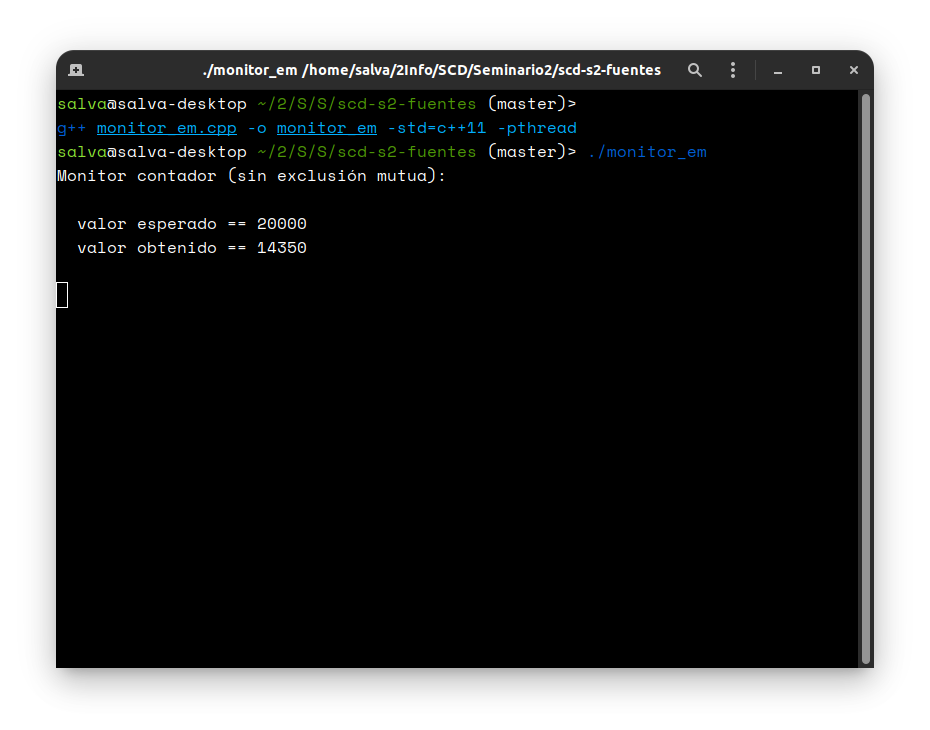 ./monitor_em /home/salva/2Info/SCD/Seminario2/scd-s2-fuentes
salva@salva-desktop ~/2/S/S/scd-s2-fuentes (master)>
g++ monitor_em.cpp -o monitor_em -std=c++11 -pthread
salva@salva-desktop ~/2/S/S/scd-s2-fuentes (master)> ./monitor_em
Monitor contador (sin exclusión mutua):
valor esperado == 20000
valor obtenido == 14350